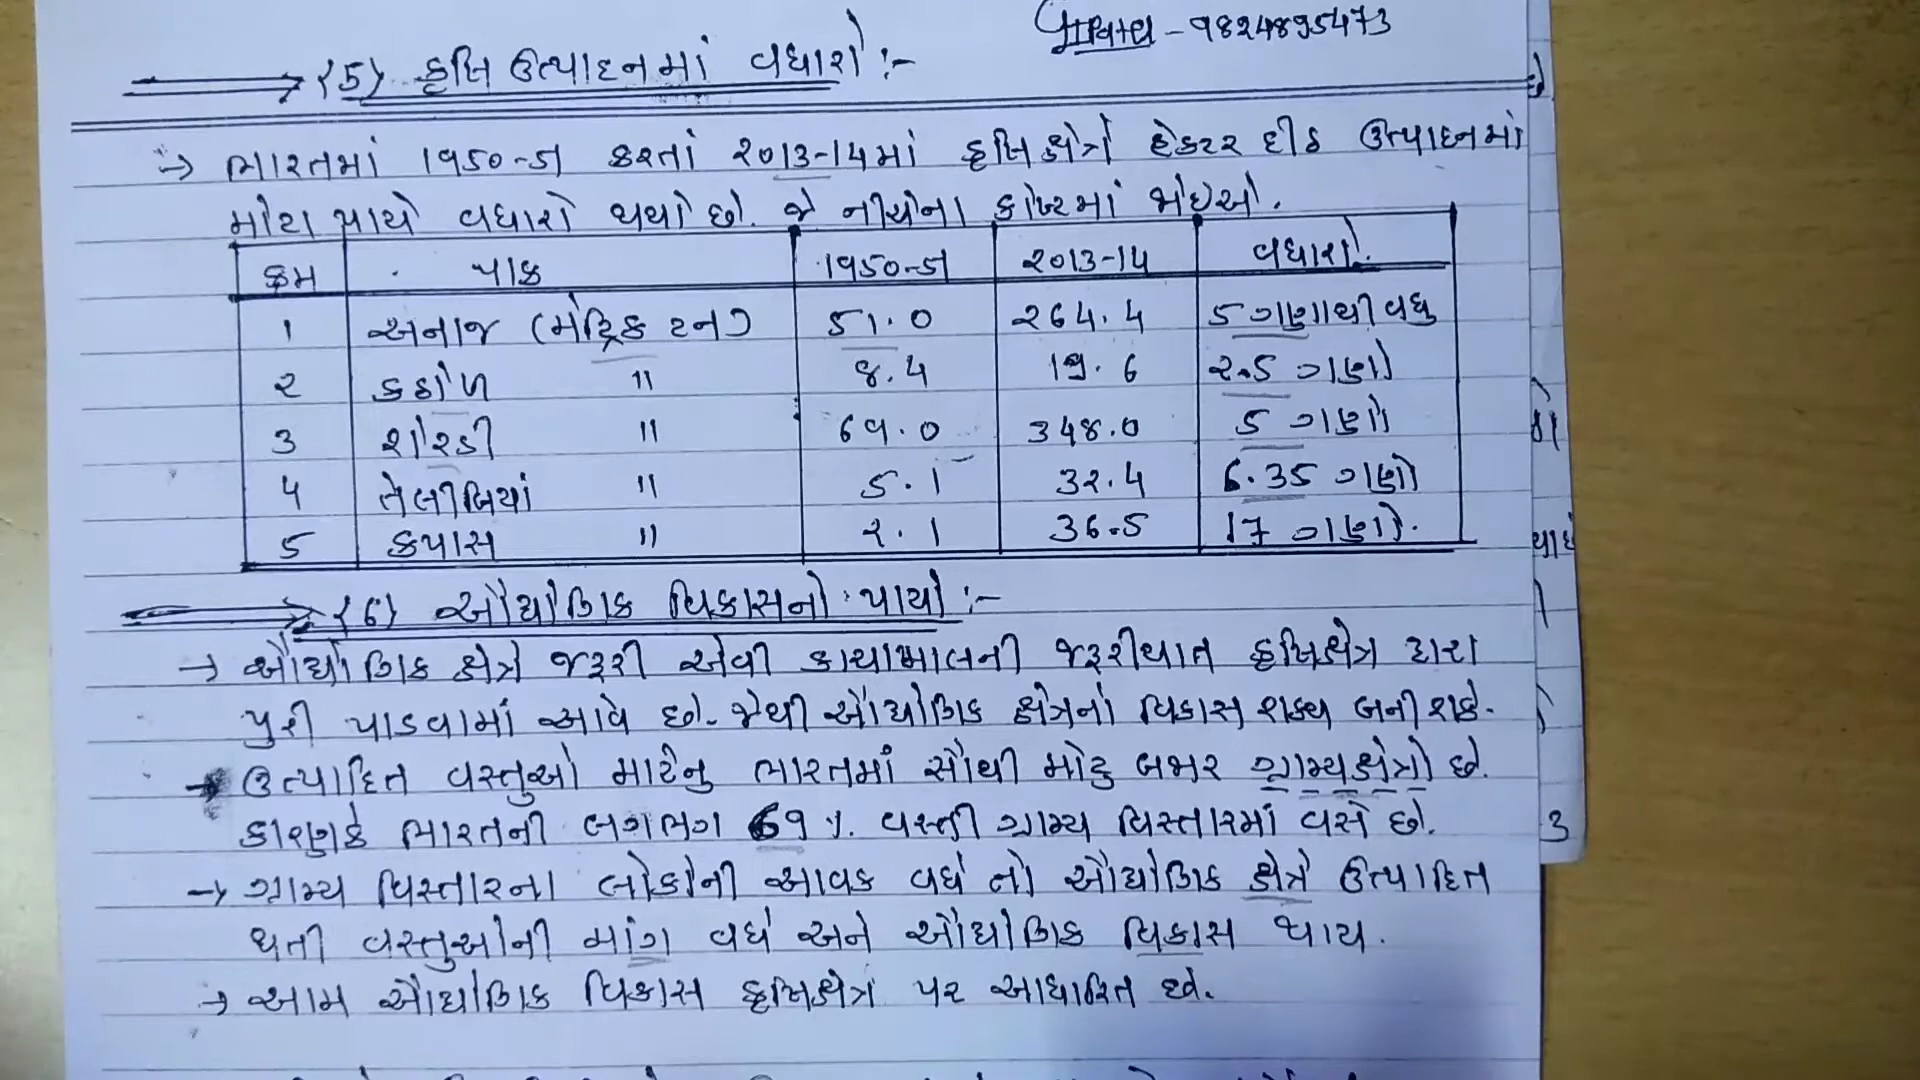 9824895473
(5) કૃષિ ઉત્પાદનમાં વધારો :-
→ ભારતમાં 1950-51 કરતાં 2013-14માં કૃષિક્ષેત્રે હેકટર દીઠ ઉત્પાદનમાં
મોટા પાયે વધારો થયો છે. જે નીચેના કોષ્ટમાં જોઇએ.
ક્રમ પાક 1950-51 2013-14 વધારો.
1 અનાજ (મેટ્રિક ટન) 51.0 264.4 5 ગણાથી વધુ
2 કઠોળ " 8.4 19.6 2.5 ગણો
3 શેરડી " 69.0 348.0 5 ગણો
4 તેલીબિયાં " 5.1 32.4 6.35 ગણો
5 કપાસ " 2.1 36.5 17 ગણો.
(6) ઔદ્યોગિક વિકાસનો પાયો :-
→ ઔદ્યોગિક ક્ષેત્રે જરૂરી એવી કાચામાલની જરૂરીયાત કૃષિક્ષેત્ર દ્વારા
પુરી પાડવામાં આવે છે. જેથી ઔદ્યોગિક ક્ષેત્રનો વિકાસ શક્ય બની શકે.
→ ઉત્પાદિત વસ્તુઓ માટેનુ ભારતમાં સૌથી મોટુ બજાર ગ્રામ્યક્ષેત્રો છે.
કારણકે ભારતની લગભગ 69 %. વસ્તી ગ્રામ્ય વિસ્તારમાં વસે છે.
→ ગ્રામ્ય વિસ્તારના લોકોની આવક વધે તો ઔદ્યોગિક ક્ષેત્રે ઉત્પાદિત
થતી વસ્તુઓની માંગ વધે અને ઔદ્યોગિક વિકાસ થાય.
→ આમ ઔદ્યોગિક વિકાસ કૃષિક્ષેત્ર પર આધારિત છે.
3